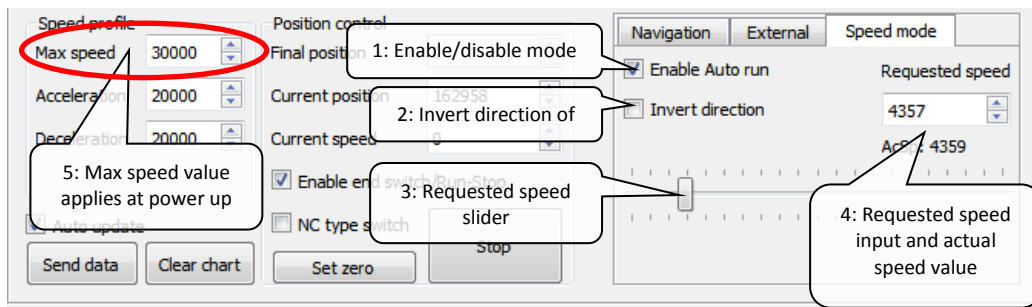 Speed profile
Max speed
30000
Acceleration
20000
Deceleration
20000
5: Max speed value
applies at power up
Auto update
Send data
Clear chart
Position control
Final position
Current position
162958
Current speed
0
Enable end switch/Run-Stop
NC type switch
Set zero
Stop
1: Enable/disable mode
2: Invert direction of
3: Requested speed
slider
Navigation
External
Speed mode
Enable Auto run
Requested speed
Invert direction
4357
AcSp: 4359
4: Requested speed
input and actual
speed value